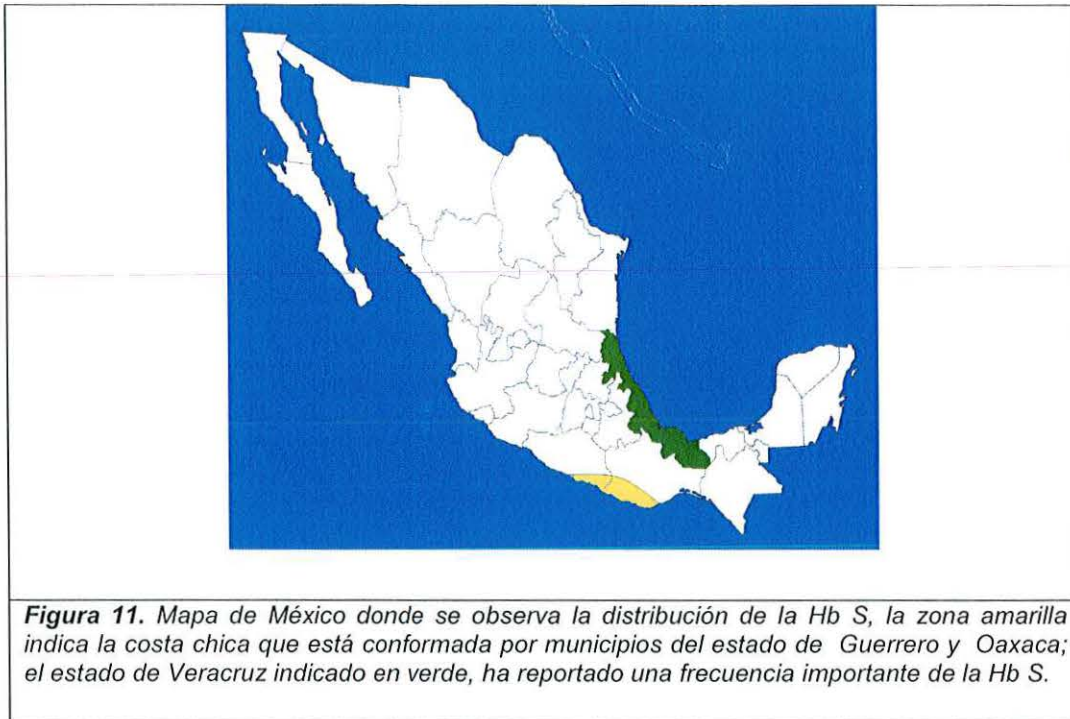 Figura 11. Mapa de México donde se observa la distribución de la Hb S, la zona amarilla
indica la costa chica que está conformada por municipios del estado de Guerrero y Oaxaca;
el estado de Veracruz indicado en verde, ha reportado una frecuencia importante de la Hb S.